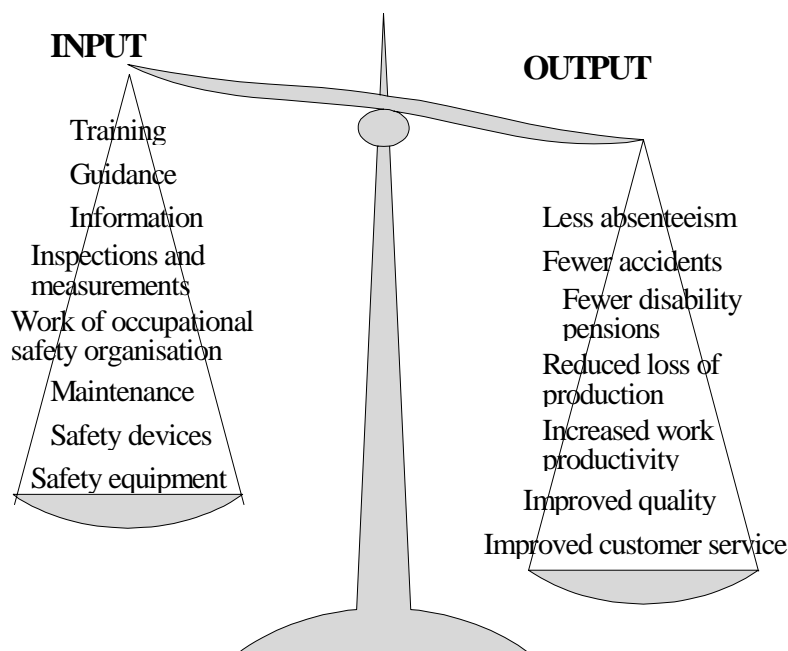 INPUT
Training
Guidance
Information
Inspections and
measurements
Work of occupational
safety organisation
Maintenance
Safety devices
Safety equipment
OUTPUT
Less absenteeism
Fewer accidents
Fewer disability
pensions
Reduced loss of
production
Increased work
productivity
Improved quality
Improved customer service